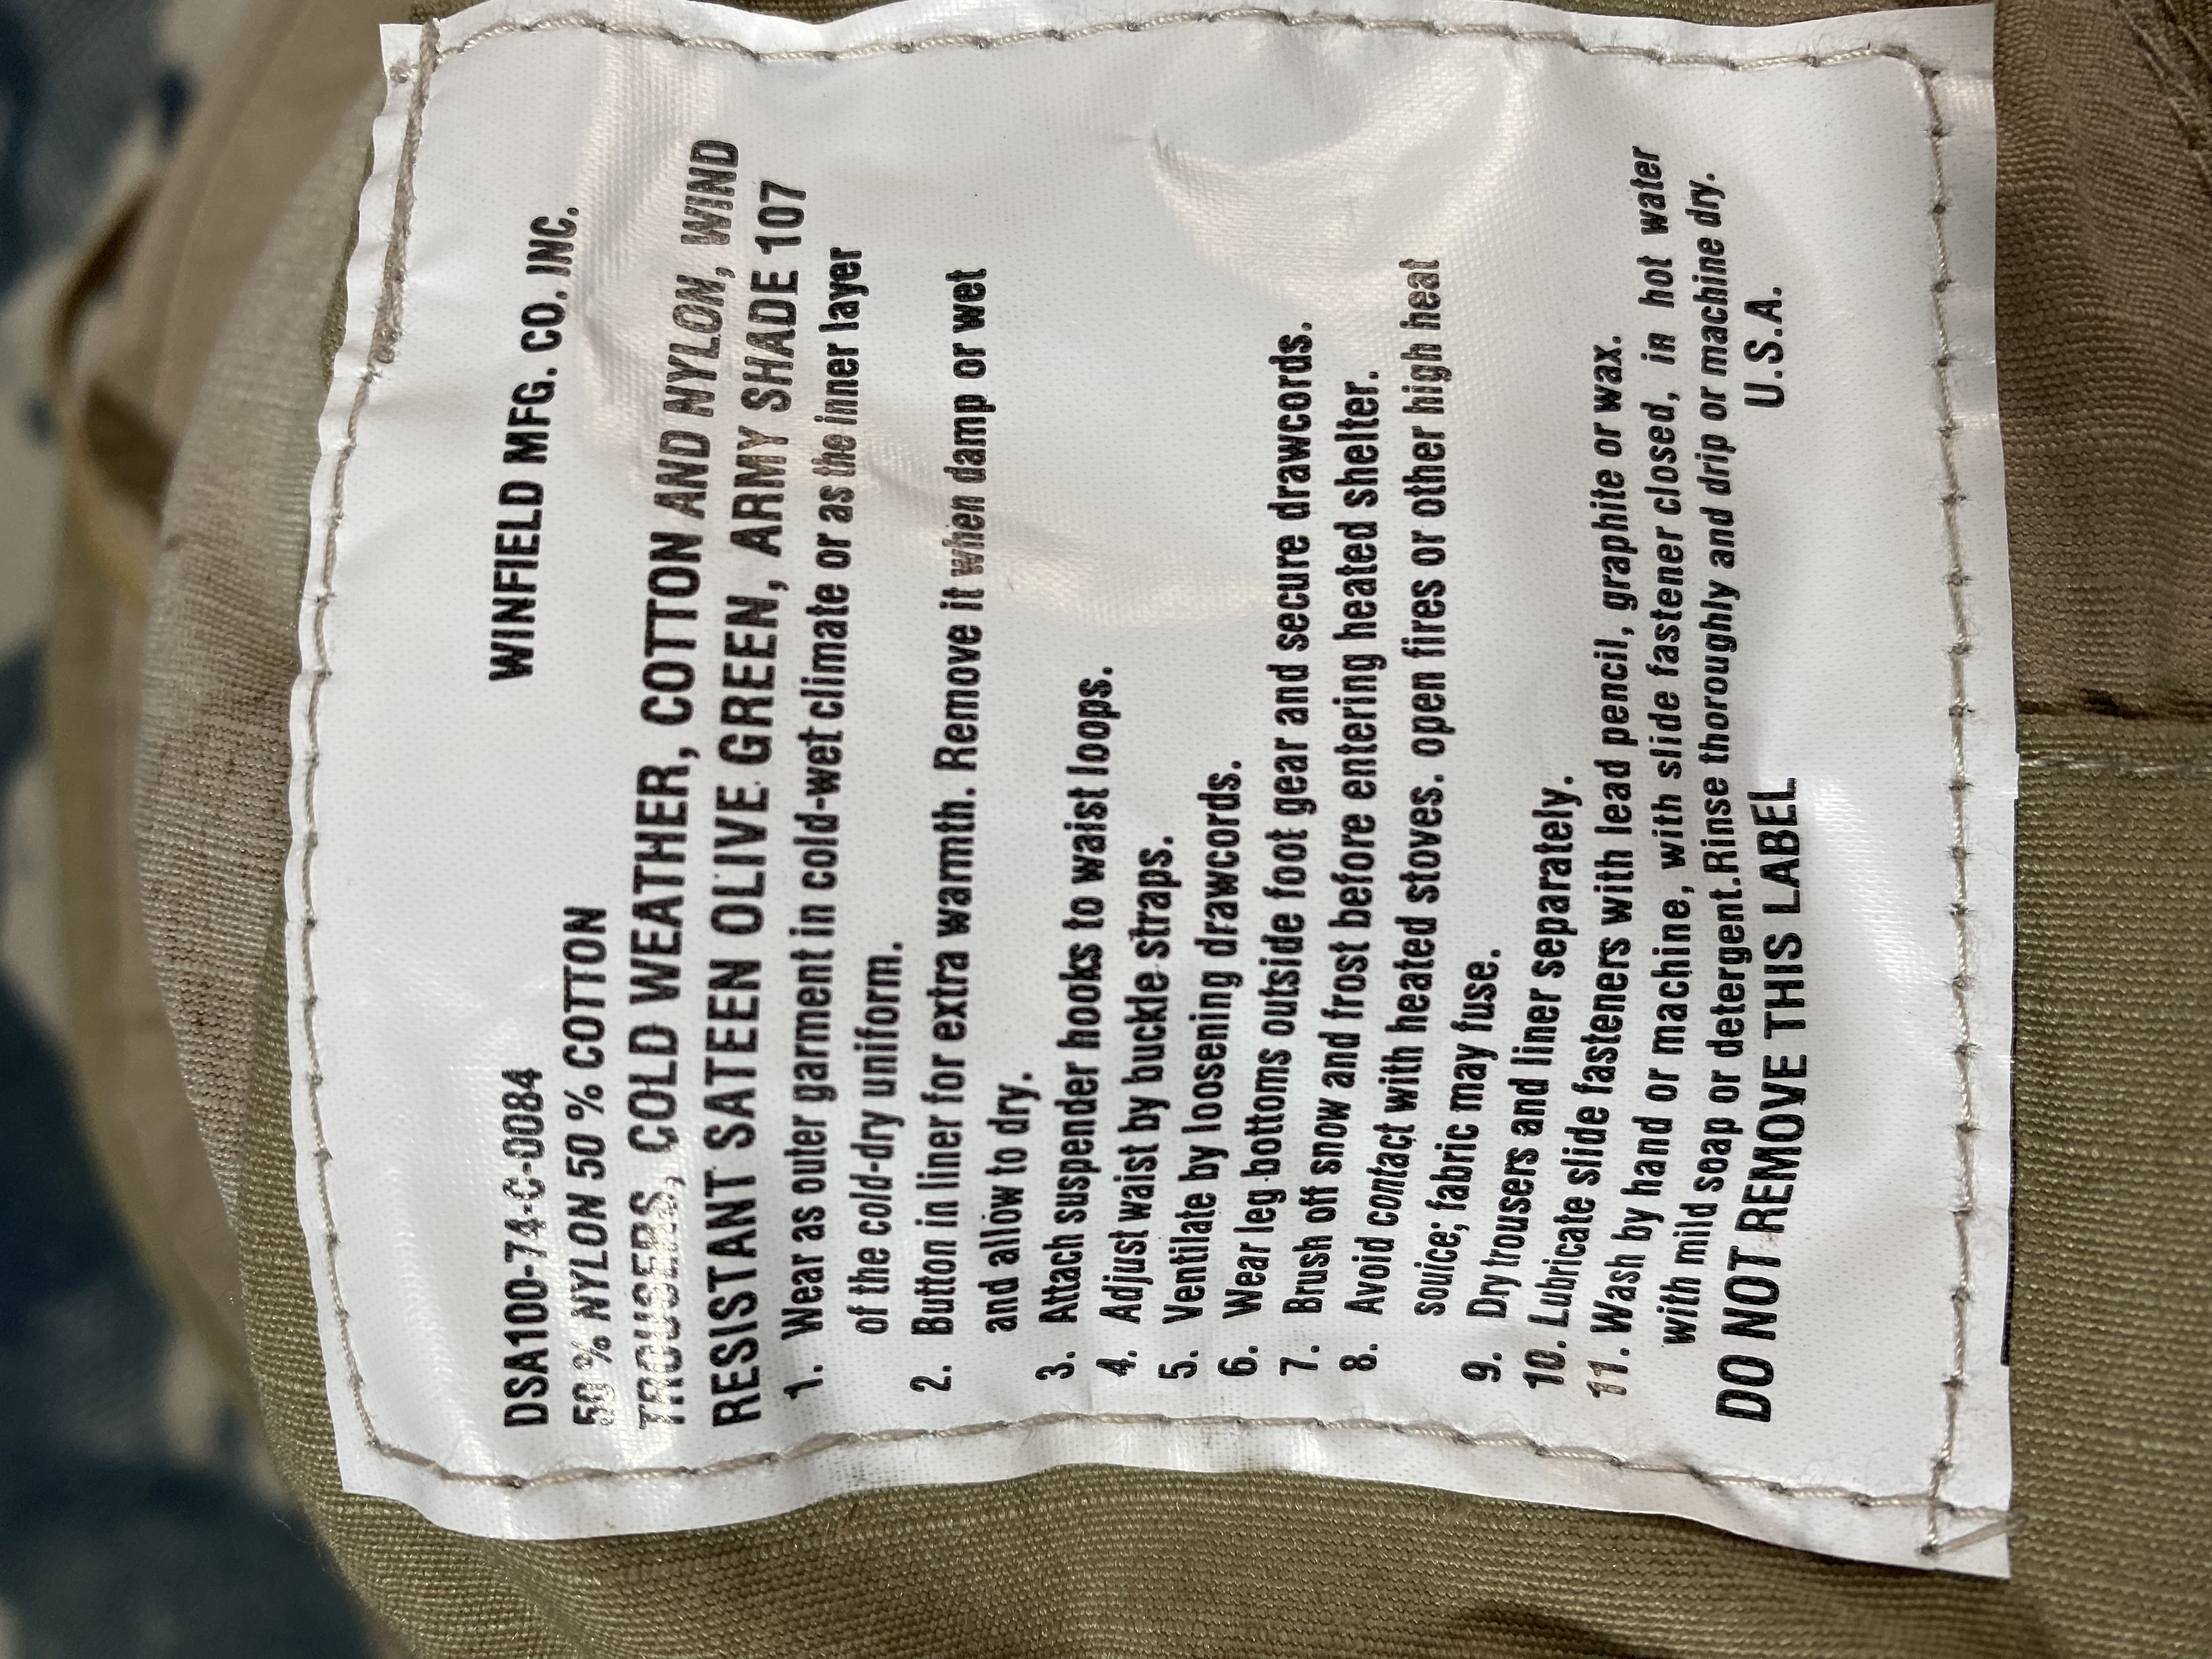 DSA100-74-C-0084 WINFIELD MFG. CO. INC.
50 % NYLON 50 % COTTON
TROUSERS, COLD WEATHER, COTTON AND NYLON, WIND
RESISTANT SATEEN OLIVE GREEN, ARMY SHADE 107
1. Wear as outer garment in cold-wet climate or as the inner layer
of the cold-dry uniform.
2. Button in liner for extra warmth. Remove it when damp or wet
and allow to dry.
3. Attach suspender hooks to waist loops.
4. Adjust waist by buckle straps.
5. Ventilate by loosening drawcords.
6. Wear leg bottoms outside foot gear and secure drawcords.
7. Brush off snow and frost before entering heated shelter.
8. Avoid contact with heated stoves. open fires or other high heat
souice; fabric may fuse.
9. Dry trousers and liner separately.
10. Lubricate slide fasteners with lead pencil, graphite or wax.
11. Wash by hand or machine, with slide fastener closed, in hot water
with mild soap or detergent.Rinse thoroughly and drip or machine dry.
DO NOT REMOVE THIS LABEL U.S.A.